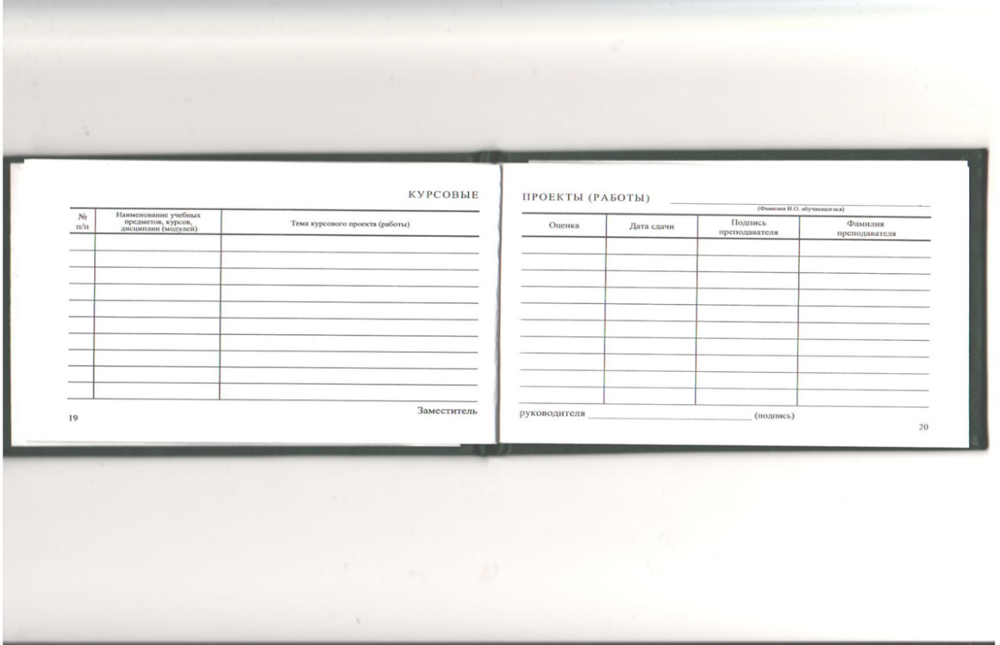 КУРСОВЫЕ
№
п/п
Наименование учебных
предметов, курсов,
дисциплин (модулей)
Тема курсового проекта (работы)
Заместитель
19
ПРОЕКТЫ (РАБОТЫ)
(Фамилия И.О. обучающегося)
Оценка
Дата сдачи
Подпись
преподавателя
Фамилия
преподавателя
руководителя (подпись)
20